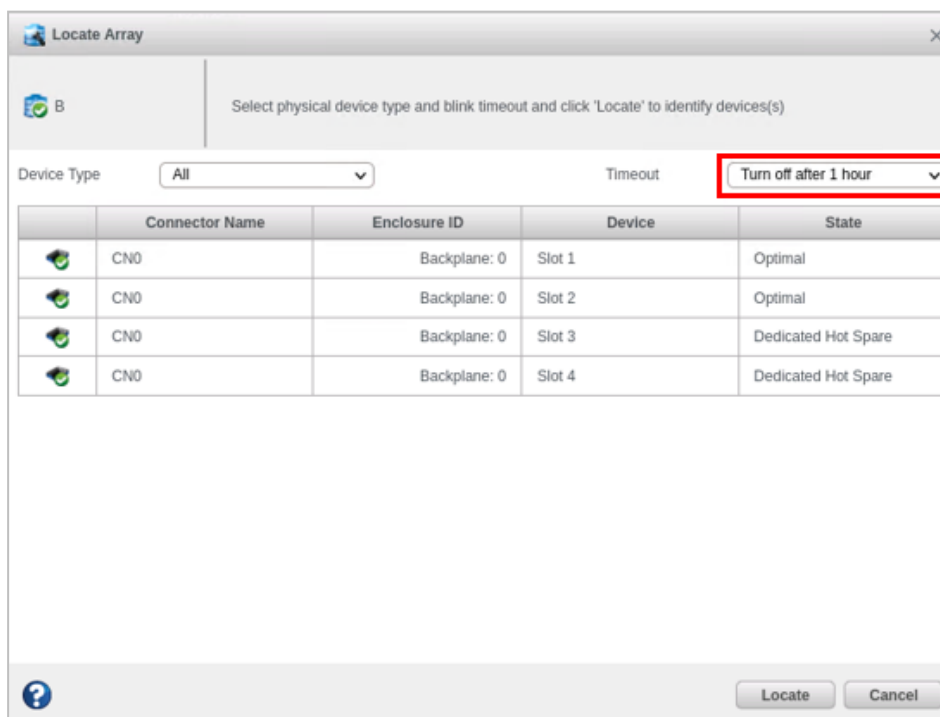 Locate Array
B
Select physical device type and blink timeout and click 'Locate' to identify devices(s)
Device Type All Timeout Turn off after 1 hour
Connector Name Enclosure ID Device State
CN0 Backplane: 0 Slot 1 Optimal
CN0 Backplane: 0 Slot 2 Optimal
CN0 Backplane: 0 Slot 3 Dedicated Hot Spare
CN0 Backplane: 0 Slot 4 Dedicated Hot Spare
? Locate Cancel